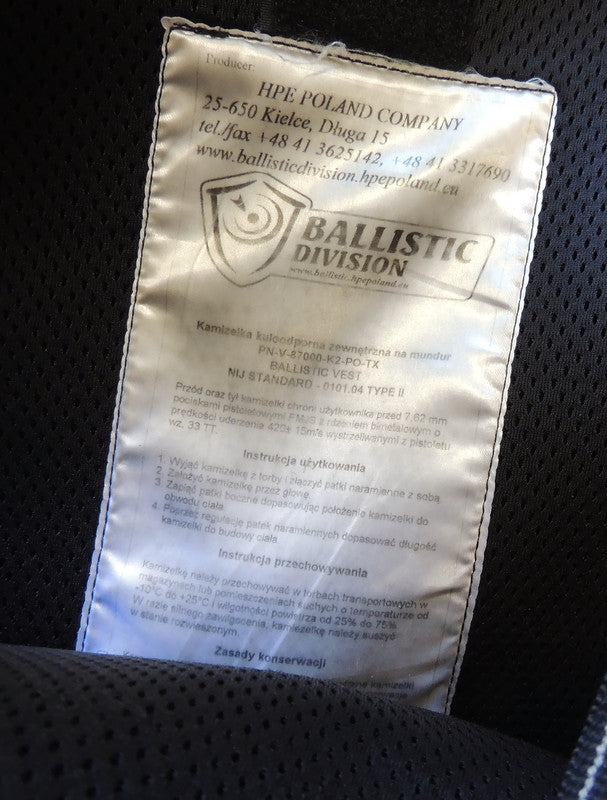 Producer:
HPE POLAND COMPANY
25-650 Kielce, Długa 15
tel./fax +48 41 3625142, +48 41 3317690
www.ballisticdivision.hpepoland.eu
BALLISTIC
DIVISION
www.ballistic.hpepoland.eu
Kamizelka kuloodporna zewnętrzna na mundur
PN-V-87000-K2-PO-TX
BALLISTIC VEST
NIJ STANDARD - 0101.04 TYPE II
Przód oraz tył kamizelki chroni użytkownika przed 7,62 mm
pociskami pistoletowymi FMJS z rdzeniem bimetalowym o
prędkości uderzenia 428± 15m/s wystrzeliwanymi z pistoletu
wz. 33 TT.
Instrukcja użytkowania
1. Wyjąć kamizelkę z torby i złączyć patki naramienne z sobą
2. Założyć kamizelkę przez głowę.
3. Zapiąć patki boczne dopasowując położenie kamizelki do
obwodu ciała
4. Poprzez regulację patek naramiennych dopasować długość
kamizelki do budowy ciała
Instrukcja przechowywania
Kamizelkę należy przechowywać w torbach transportowych w
magazynach lub pomieszczeniach suchych o temperaturze od
-10°C do +25°C i wilgotności powietrza od 25% do 75%
W razie silnego zawilgocenia, kamizelkę należy suszyć
w stanie rozwieszonym.
Zasady konserwacji
kamizelki